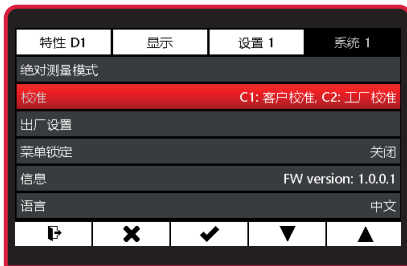 特性 D1 显示 设置 1 系统 1
绝对测量模式
校准 C1: 客户校准, C2: 工厂校准
出厂设置
菜单锁定 关闭
信息 FW version: 1.0.0.1
语言 中文